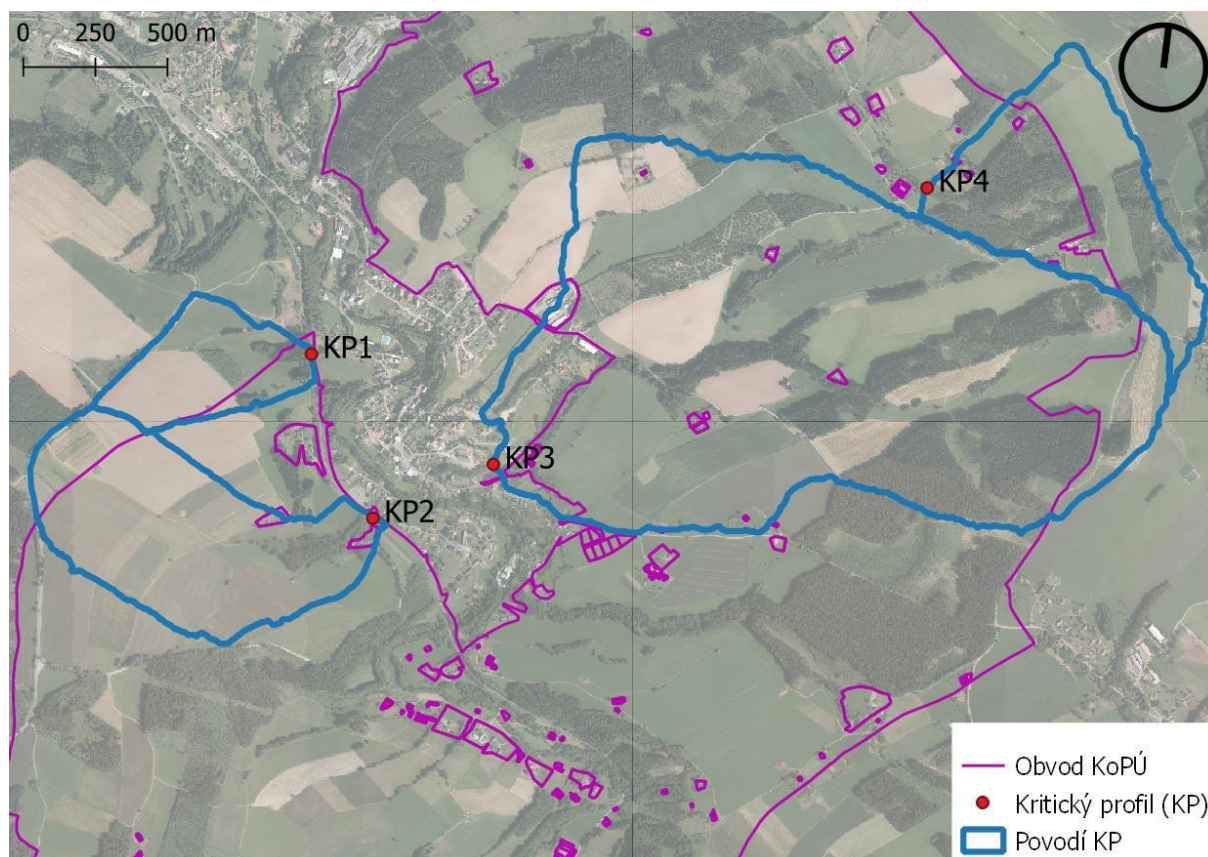 0 250 500 m
KP4
KP1
KP3
KP2
Obvod KoPÚ
Kritický profil (KP)
Povodí KP